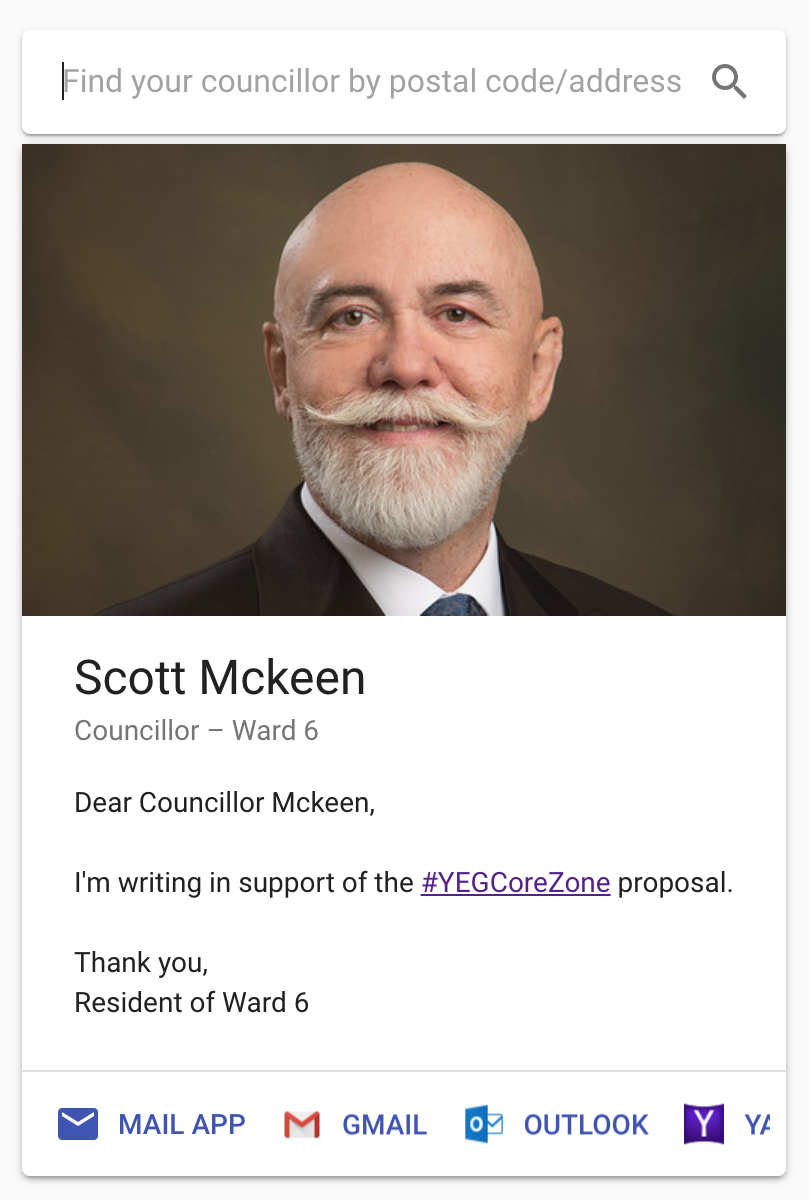 Find your councillor by postal code/address
Scott Mckeen
Councillor – Ward 6
Dear Councillor Mckeen,
I'm writing in support of the #YEGCoreZone proposal.
Thank you,
Resident of Ward 6
MAIL APP GMAIL OUTLOOK YA